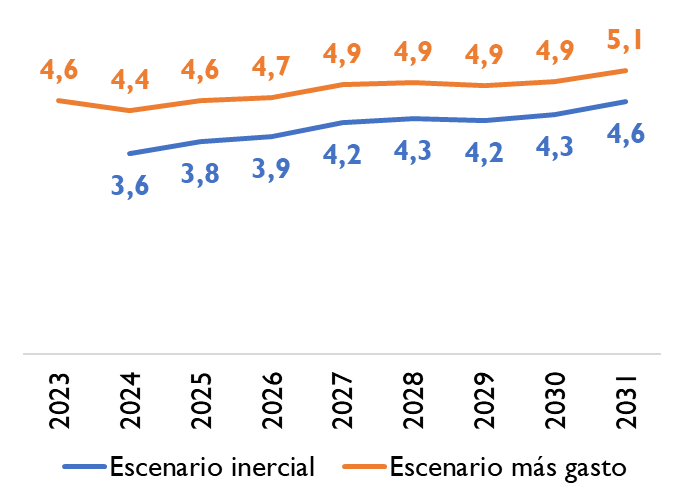 4,6 4,4 4,6 4,7 4,9 4,9 4,9 4,9 5,1
3,6 3,8 3,9 4,2 4,3 4,2 4,3 4,6
2023 2024 2025 2026 2027 2028 2029 2030 2031
Escenario inercial Escenario más gasto